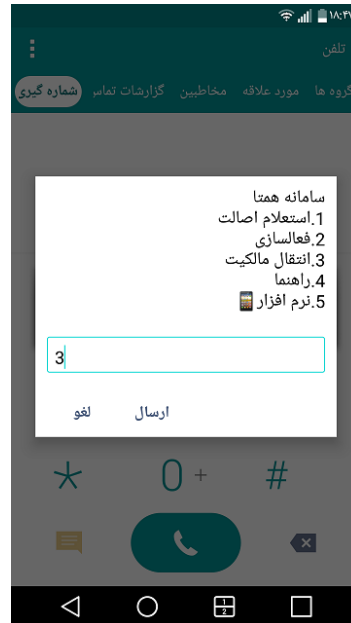 ۱۸:۴۷
تلفن
گروه ها مورد علاقه مخاطبین گزارشات تماس شماره گیری
سامانه همتا
1.استعلام اصالت
2.فعالسازی
3.انتقال مالکیت
4.راهنما
5.نرم افزار
3
ارسال لغو
* 0 + #